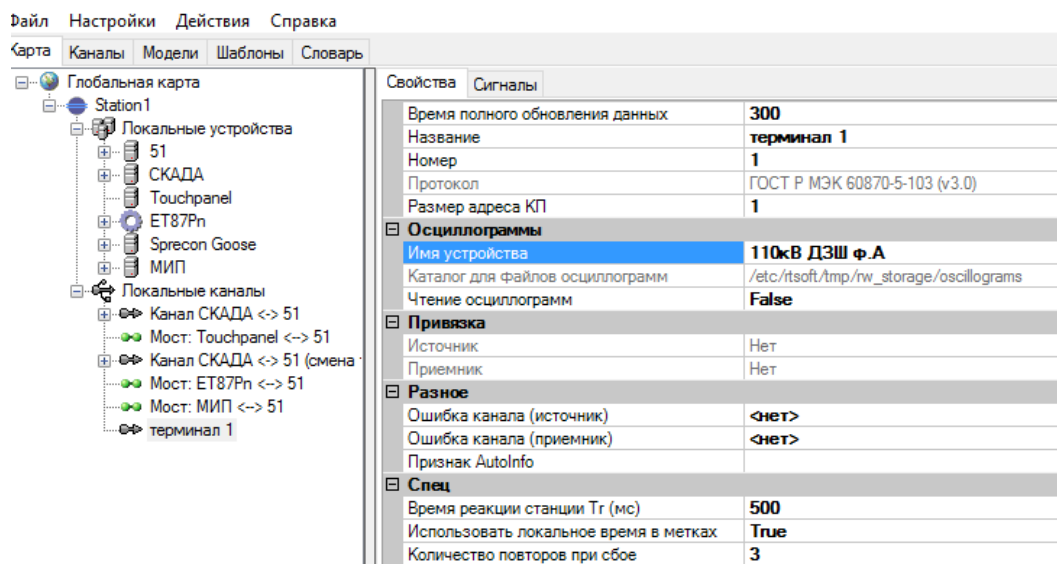 Файл Настройки Действия Справка
Карта Каналы Модели Шаблоны Словарь
Глобальная карта
Station1
Локальные устройства
51
СКАДА
Touchpanel
ET87Pn
Sprecon Goose
МИП
Локальные каналы
Канал СКАДА <-> 51
Мост: Touchpanel <--> 51
Канал СКАДА <-> 51 (смена
Мост: ET87Pn <--> 51
Мост: МИП <--> 51
терминал 1
Свойства Сигналы
Время полного обновления данных 300
Название терминал 1
Номер 1
Протокол ГОСТ Р МЭК 60870-5-103 (v3.0)
Размер адреса КП 1
Осциллограммы
Имя устройства 110кВ ДЗШ ф.А
Каталог для файлов осциллограмм /etc/rtsoft/tmp/rw_storage/oscillograms
Чтение осциллограмм False
Привязка
Источник Нет
Приемник Нет
Разное
Ошибка канала (источник) <нет>
Ошибка канала (приемник) <нет>
Признак AutoInfo
Спец
Время реакции станции Tr (мс) 500
Использовать локальное время в метках True
Количество повторов при сбое 3